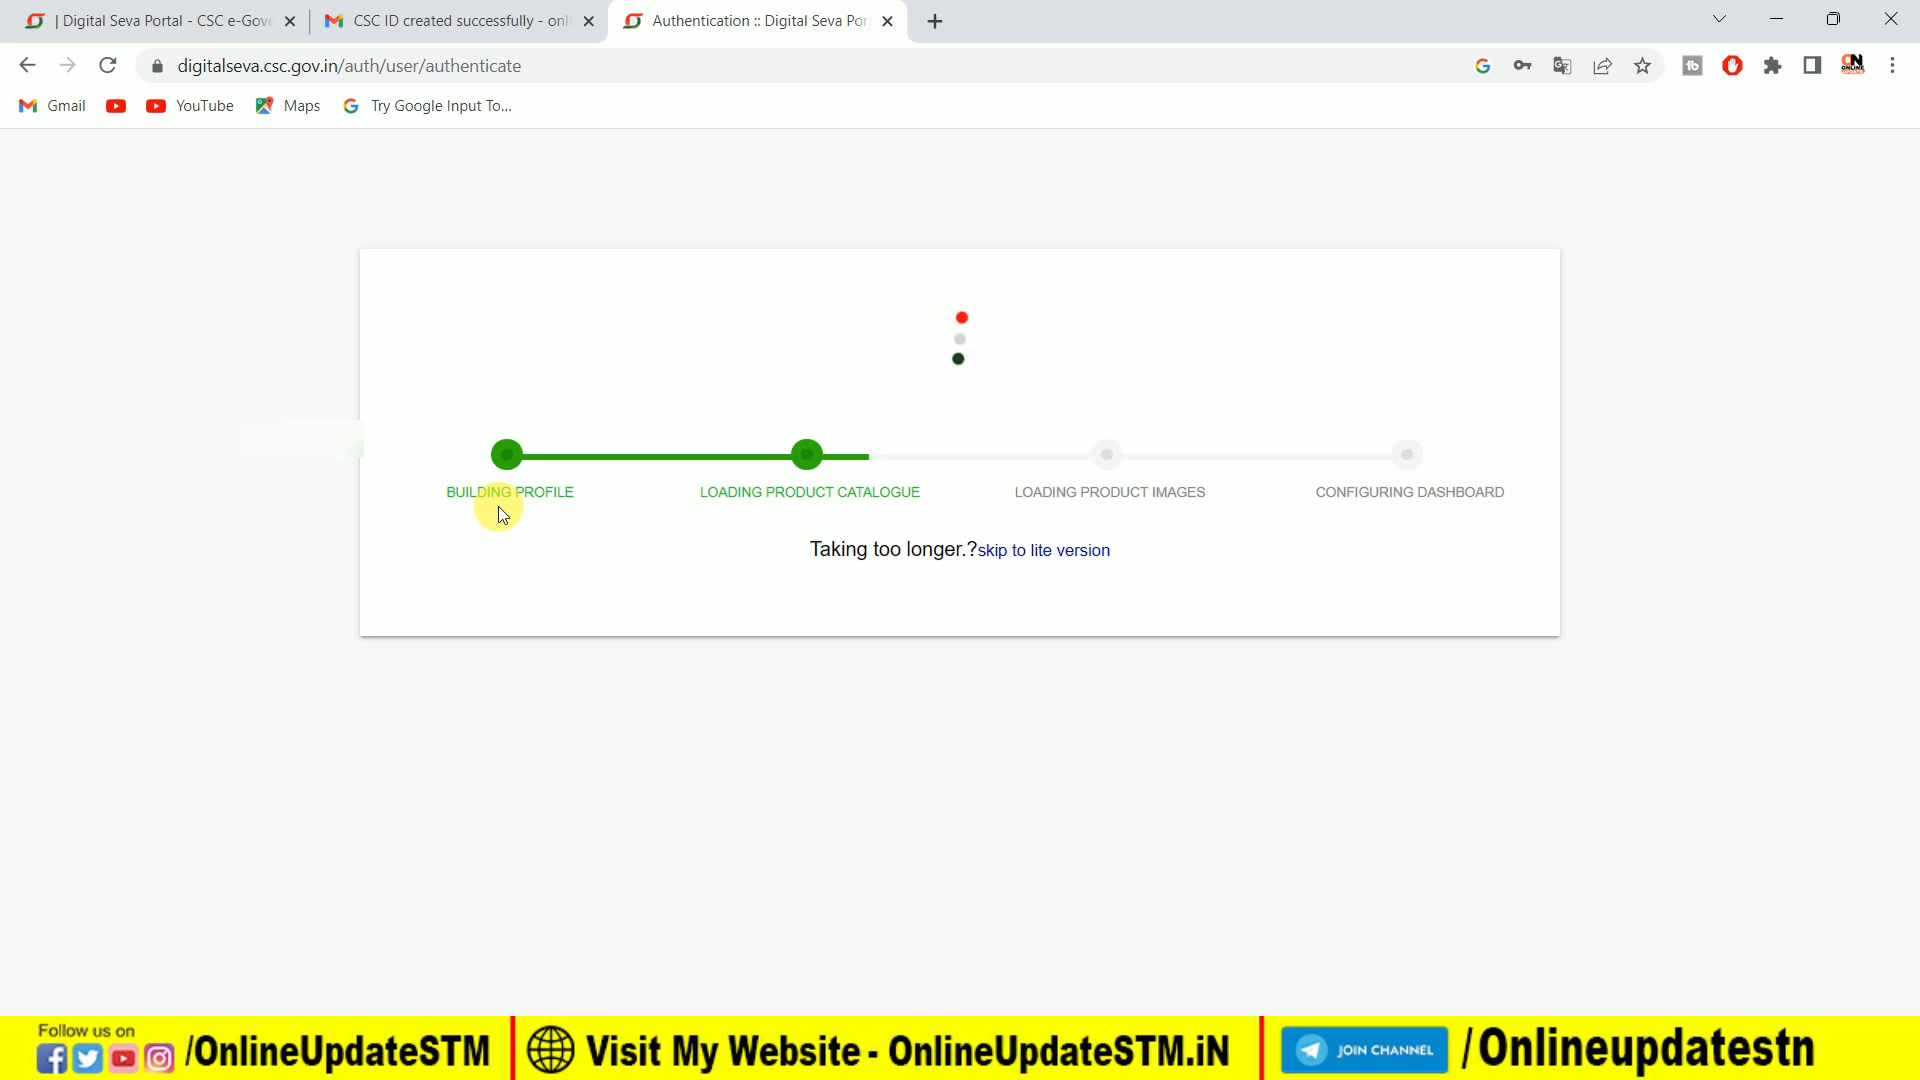 | Digital Seva Portal - CSC e-Gove
CSC ID created successfully - onli
Authentication :: Digital Seva Por
digitalseva.csc.gov.in/auth/user/authenticate
Gmail
YouTube
Maps
Try Google Input To...
BUILDING PROFILE
LOADING PRODUCT CATALOGUE
LOADING PRODUCT IMAGES
CONFIGURING DASHBOARD
Taking too longer.?skip to lite version
Follow us on
/OnlineUpdateSTM
Visit My Website - OnlineUpdateSTM.iN
JOIN CHANNEL
/Onlineupdatestn